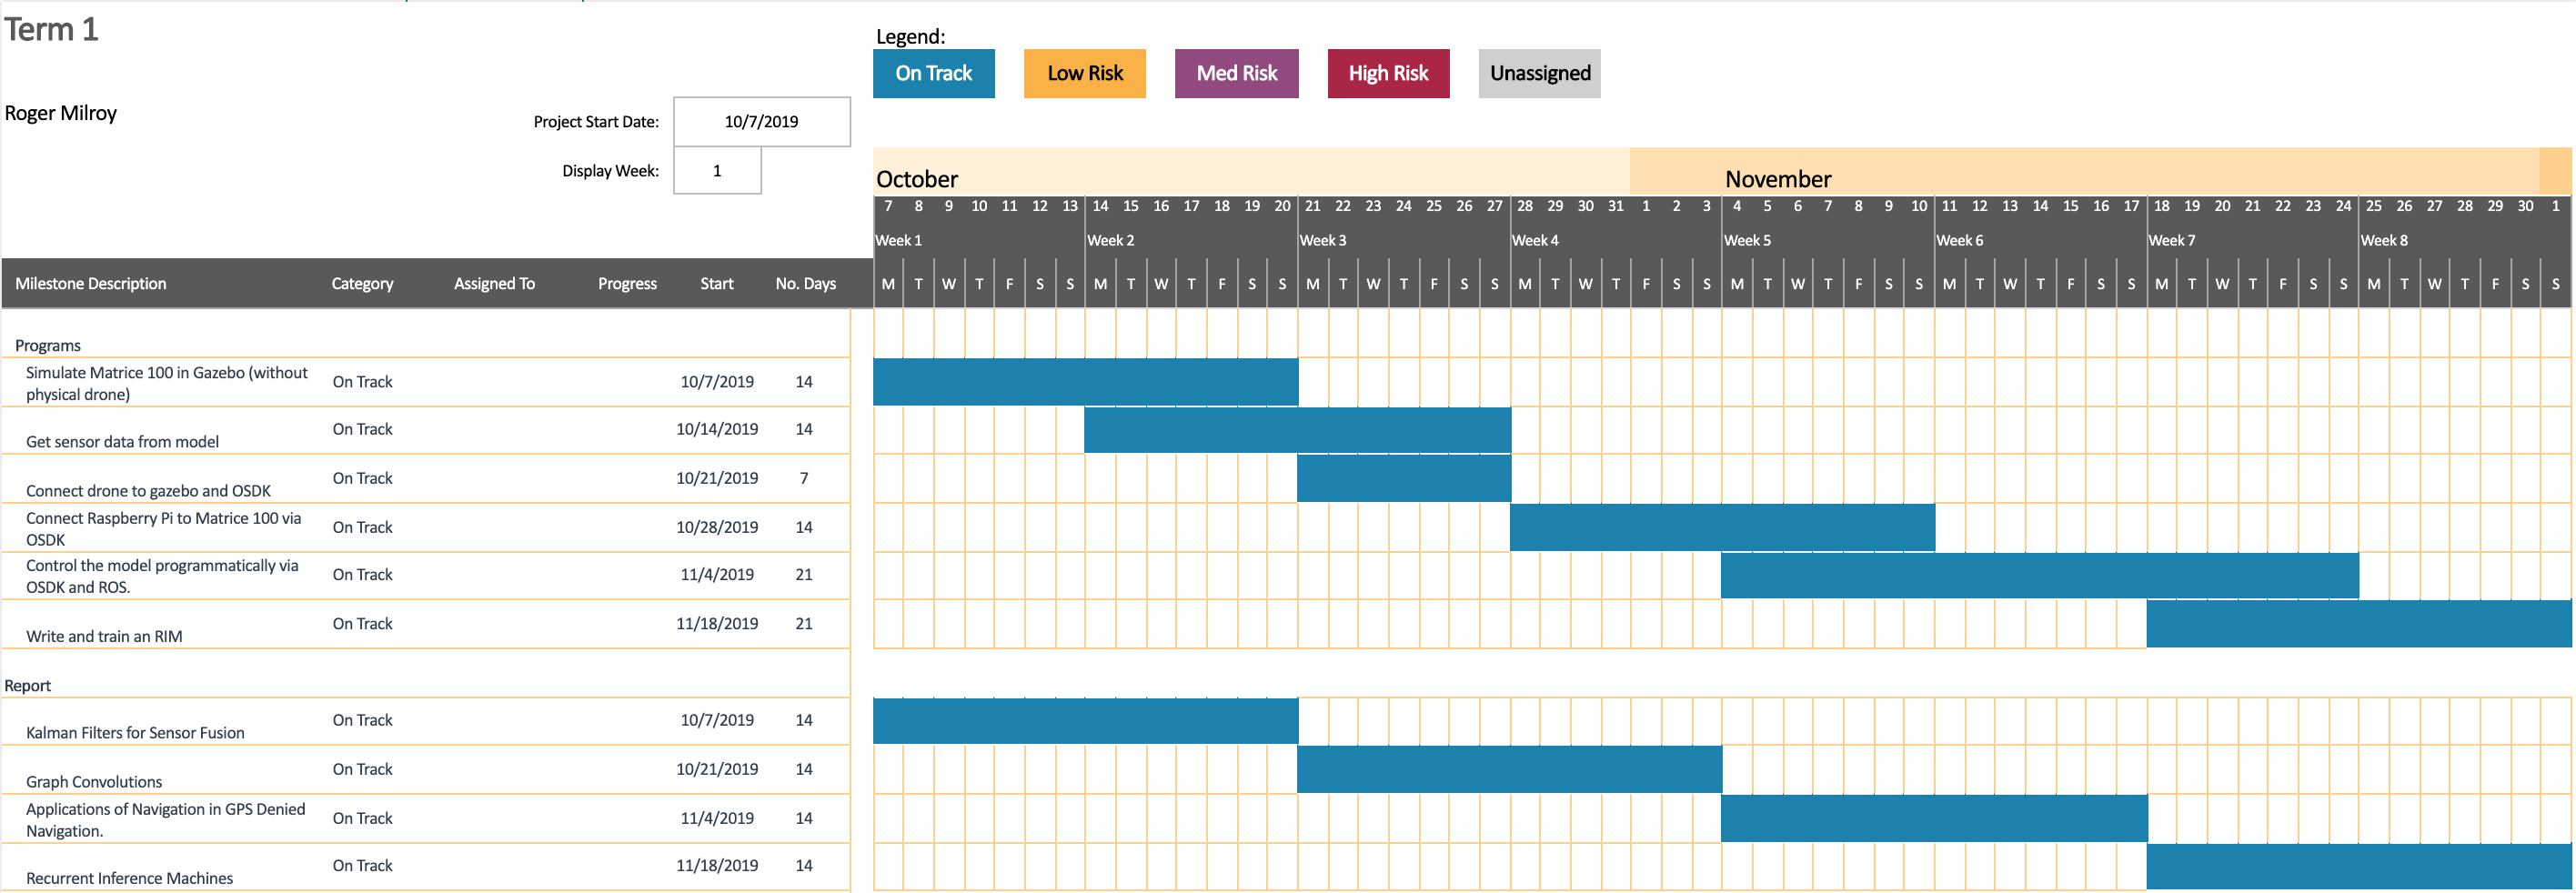 Term 1
Legend:
On Track Low Risk Med Risk High Risk Unassigned
Roger Milroy
Project Start Date: 10/7/2019
Display Week: 1
October November
7 8 9 10 11 12 13 14 15 16 17 18 19 20 21 22 23 24 25 26 27 28 29 30 31 1 2 3 4 5 6 7 8 9 10 11 12 13 14 15 16 17 18 19 20 21 22 23 24 25 26 27 28 29 30 1
Week 1 Week 2 Week 3 Week 4 Week 5 Week 6 Week 7 Week 8
Milestone Description Category Assigned To Progress Start No. Days M T W T F S S M T W T F S S M T W T F S S M T W T F S S M T W T F S S M T W T F S S M T W T F S S M T W T F S S
Programs
Simulate Matrice 100 in Gazebo (without
physical drone) On Track 10/7/2019 14
Get sensor data from model On Track 10/14/2019 14
Connect drone to gazebo and OSDK On Track 10/21/2019 7
Connect Raspberry Pi to Matrice 100 via
OSDK On Track 10/28/2019 14
Control the model programmatically via
OSDK and ROS. On Track 11/4/2019 21
Write and train an RIM On Track 11/18/2019 21
Report
Kalman Filters for Sensor Fusion On Track 10/7/2019 14
Graph Convolutions On Track 10/21/2019 14
Applications of Navigation in GPS Denied
Navigation. On Track 11/4/2019 14
Recurrent Inference Machines On Track 11/18/2019 14